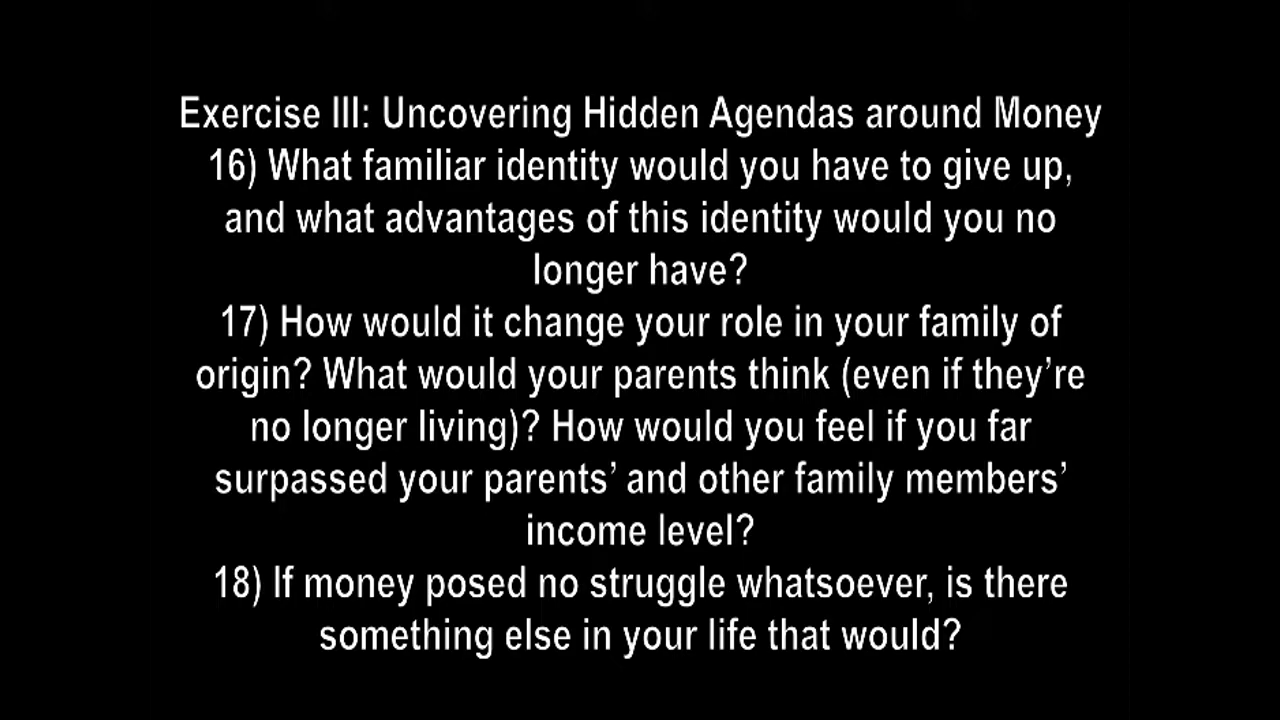 Exercise III: Uncovering Hidden Agendas around Money
16) What familiar identity would you have to give up,
and what advantages of this identity would you no
longer have?
17) How would it change your role in your family of
origin? What would your parents think (even if they’re
no longer living)? How would you feel if you far
surpassed your parents’ and other family members’
income level?
18) If money posed no struggle whatsoever, is there
something else in your life that would?